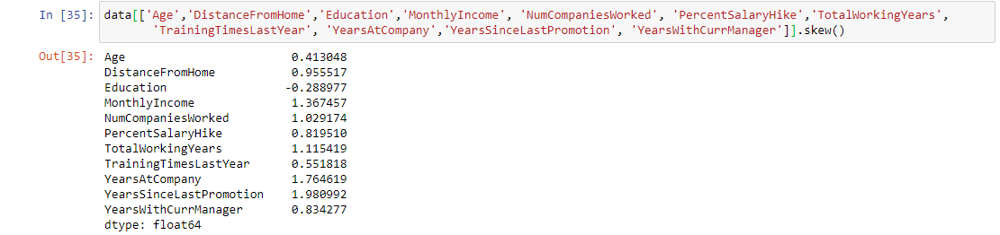 In [35]: data[['Age','DistanceFromHome','Education','MonthlyIncome', 'NumCompaniesWorked', 'PercentSalaryHike','TotalWorkingYears',
'TrainingTimesLastYear', 'YearsAtCompany','YearsSinceLastPromotion', 'YearsWithCurrManager']].skew()
Out[35]: Age 0.413048
DistanceFromHome 0.955517
Education -0.288977
MonthlyIncome 1.367457
NumCompaniesWorked 1.029174
PercentSalaryHike 0.819510
TotalWorkingYears 1.115419
TrainingTimesLastYear 0.551818
YearsAtCompany 1.764619
YearsSinceLastPromotion 1.980992
YearsWithCurrManager 0.834277
dtype: float64